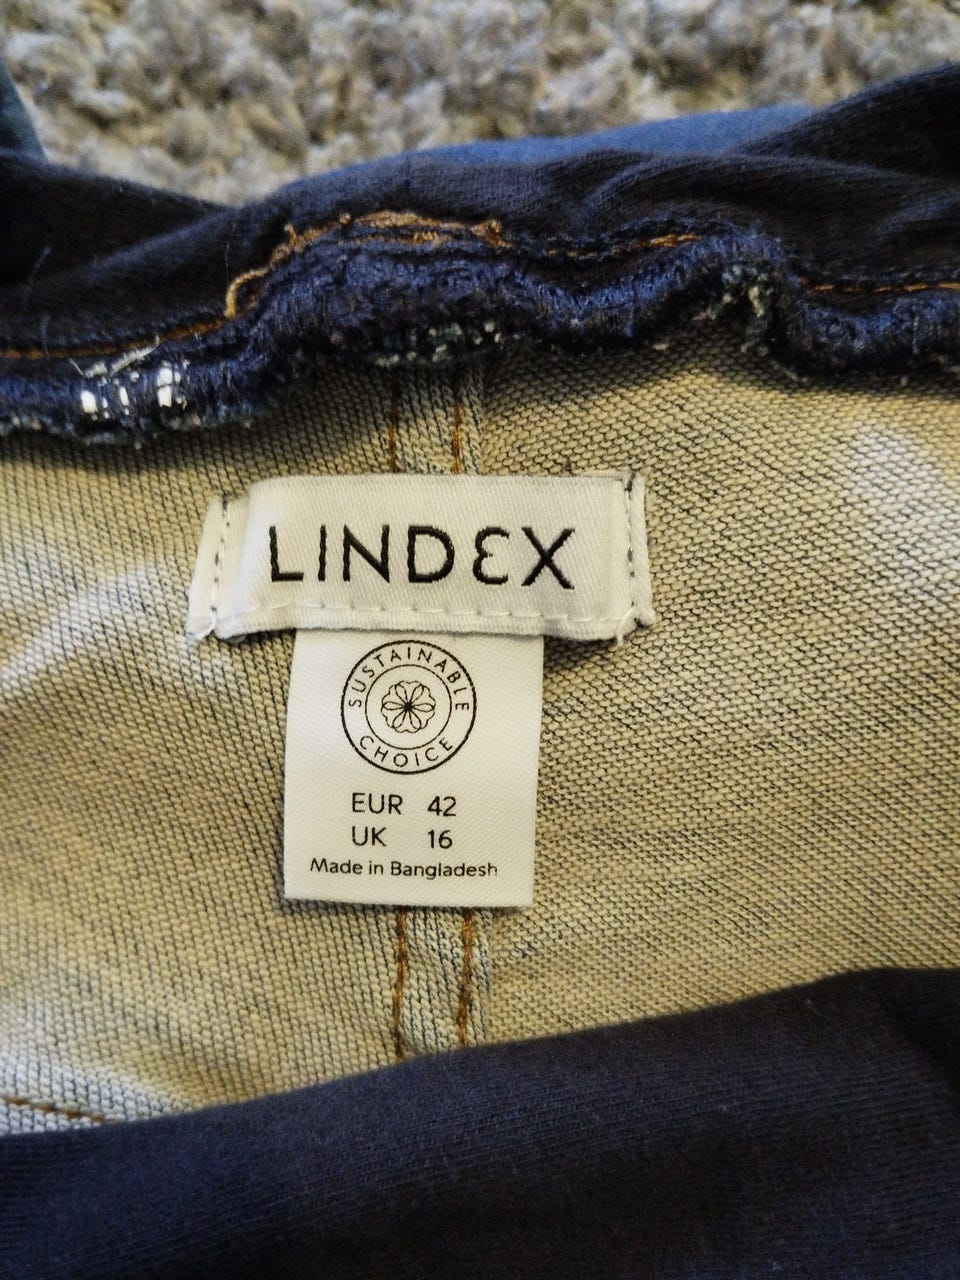 LINDEX
SUSTAINABLE
CHOICE
EUR 42
UK 16
Made in Bangladesh